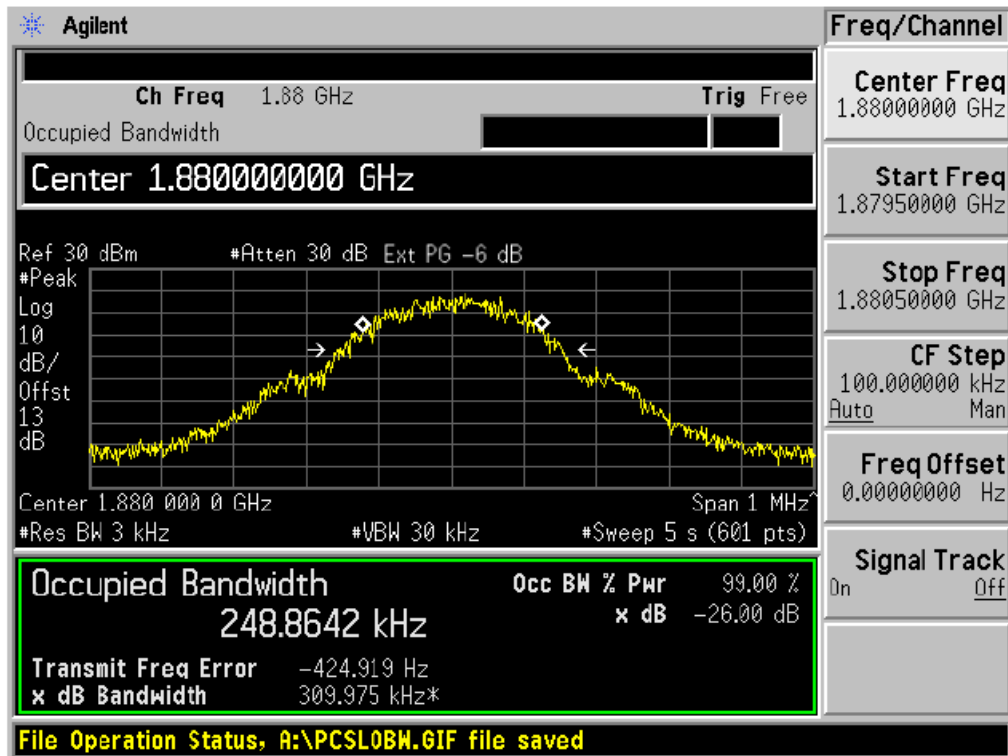 Agilent
Freq/Channel
Ch Freq 1.88 GHz Trig Free
Occupied Bandwidth
Center 1.880000000 GHz
Ref 30 dBm #Atten 30 dB Ext PG -6 dB
#Peak
Log
10
dB/
Offst
13
dB
Center 1.880 000 0 GHz Span 1 MHz^
#Res BW 3 kHz #VBW 30 kHz #Sweep 5 s (601 pts)
Occupied Bandwidth
248.8642 kHz
Occ BW % Pwr 99.00 %
x dB -26.00 dB
Transmit Freq Error -424.919 Hz
x dB Bandwidth 309.975 kHz*
Center Freq
1.88000000 GHz
Start Freq
1.87950000 GHz
Stop Freq
1.88050000 GHz
CF Step
100.000000 kHz
Auto Man
Freq Offset
0.00000000 Hz
Signal Track
On Off
File Operation Status, A:\PCSLOBW.GIF file saved